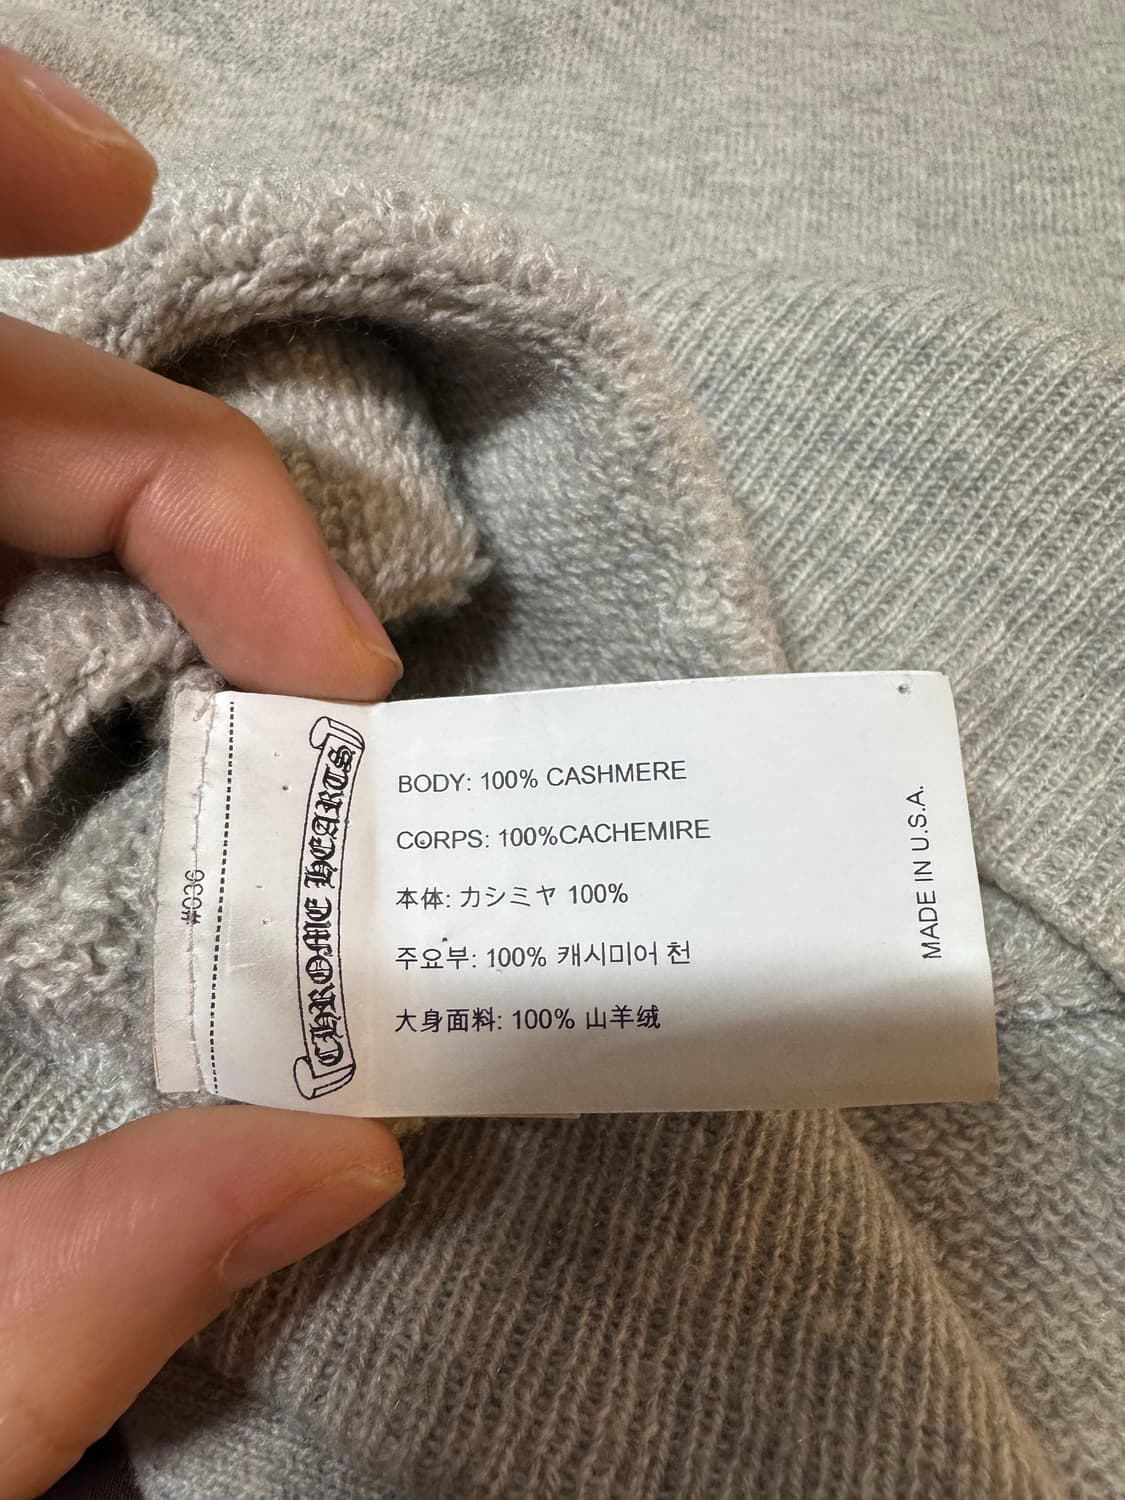 #036
CHROME HEARTS
BODY: 100% CASHMERE
CORPS: 100%CACHEMIRE
本体: カシミヤ 100%
주요부: 100% 캐시미어 천
大身面料: 100% 山羊绒
MADE IN U.S.A.